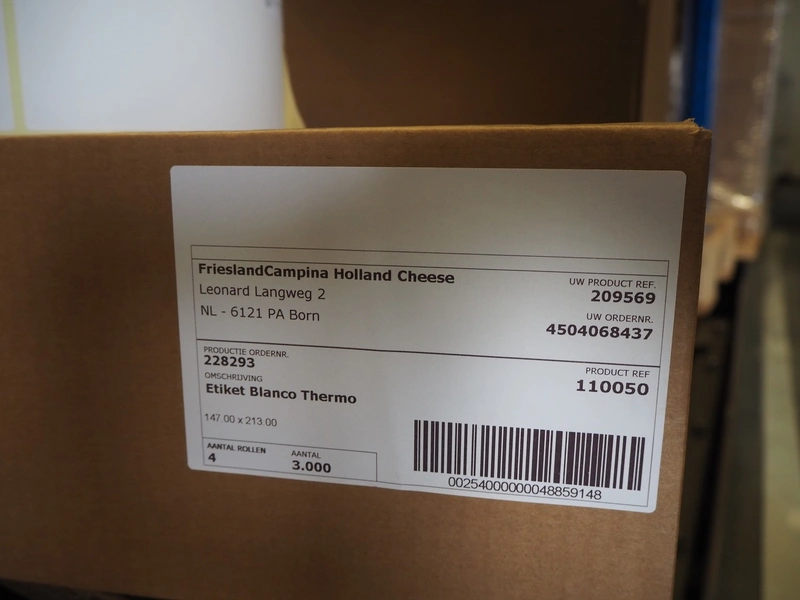 FrieslandCampina Holland Cheese
Leonard Langweg 2
NL - 6121 PA Born
UW PRODUCT REF.
209569
UW ORDERNR.
4504068437
PRODUCTIE ORDERNR.
228293
OMSCHRIJVING
Etiket Blanco Thermo
147.00 x 213.00
PRODUCT REF
110050
AANTAL ROLLEN
4
AANTAL
3.000
00254000000048859148